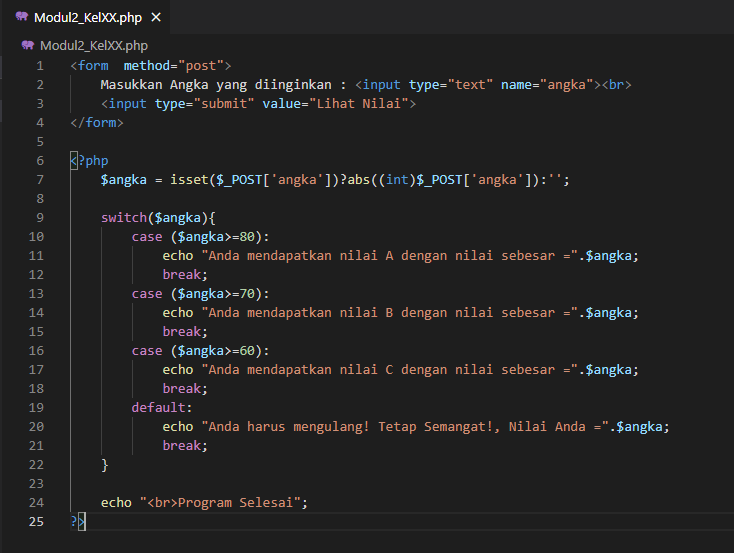 Modul2_KelXX.php ×
Modul2_KelXX.php
1 <form  method="post">
2     Masukkan Angka yang diinginkan : <input type="text" name="angka"><br>
3     <input type="submit" value="Lihat Nilai">
4 </form>
5
6 <?php
7     $angka = isset($_POST['angka'])?abs((int)$_POST['angka']):'';
8
9     switch($angka){
10         case ($angka>=80):
11             echo "Anda mendapatkan nilai A dengan nilai sebesar =".$angka;
12             break;
13         case ($angka>=70):
14             echo "Anda mendapatkan nilai B dengan nilai sebesar =".$angka;
15             break;
16         case ($angka>=60):
17             echo "Anda mendapatkan nilai C dengan nilai sebesar =".$angka;
18             break;
19         default:
20             echo "Anda harus mengulang! Tetap Semangat!, Nilai Anda =".$angka;
21             break;
22     }
23
24     echo "<br>Program Selesai";
25 ?>